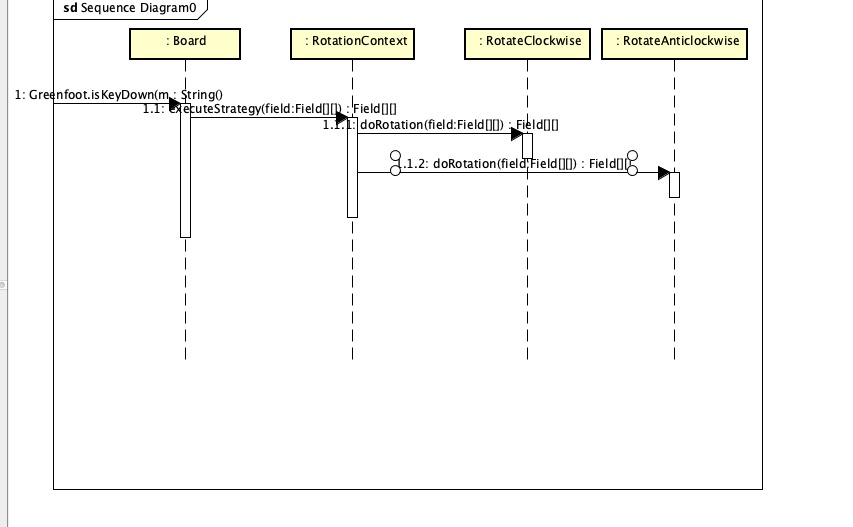 sd Sequence Diagram0
: Board
: RotationContext
: RotateClockwise
: RotateAnticlockwise
1: Greenfoot.isKeyDown(m : String()
1.1: executeStrategy(field:Field[][]) : Field[][]
1.1.1: doRotation(field:Field[][]) : Field[][]
1.1.2: doRotation(field:Field[][]) : Field[][]